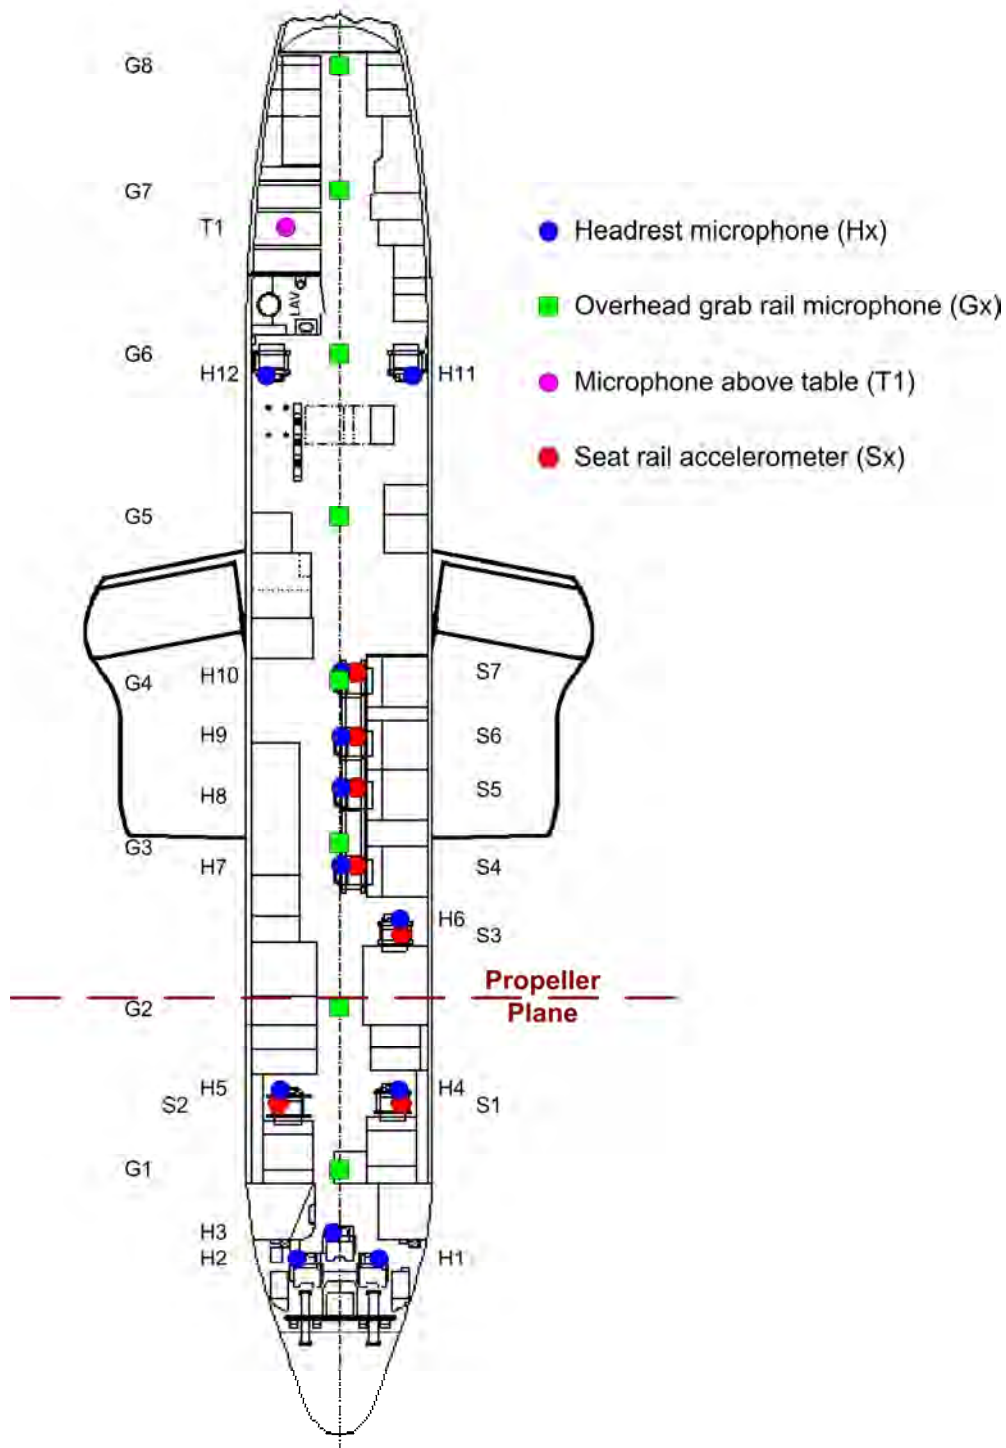 G8
G7
T1
Headrest microphone (Hx)
LAV
Overhead grab rail microphone (Gx)
G6
H12
H11
Microphone above table (T1)
Seat rail accelerometer (Sx)
G5
G4
H10
S7
H9
S6
H8
S5
G3
H7
S4
H6
S3
Propeller
Plane
G2
H5
H4
S2
S1
G1
H3
H2
H1